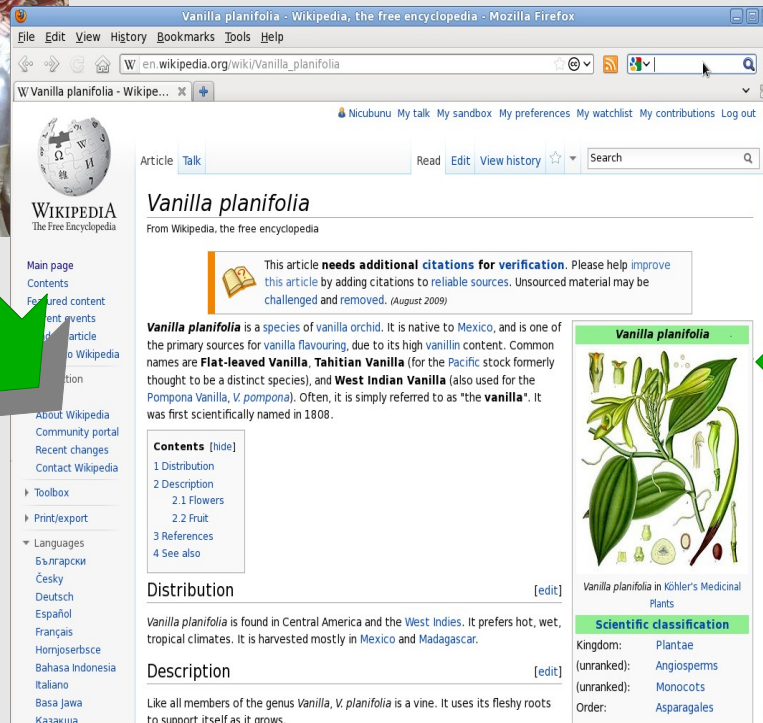 Vanilla planifolia - Wikipedia, the free encyclopedia - Mozilla Firefox
File Edit View History Bookmarks Tools Help
W en.wikipedia.org/wiki/Vanilla_planifolia
W Vanilla planifolia - Wikipe...
Nicubunu My talk My sandbox My preferences My watchlist My contributions Log out
Article Talk Read Edit View history Search
WIKIPEDIA
The Free Encyclopedia
Main page
Contents
Featured content
article
Wikipedia
About Wikipedia
Community portal
Recent changes
Contact Wikipedia
Toolbox
Print/export
Languages
Български
Česky
Deutsch
Español
Français
Hornjoserbsce
Bahasa Indonesia
Italiano
Basa Jawa
Қазақша
Vanilla planifolia
From Wikipedia, the free encyclopedia
This article needs additional citations for verification. Please help improve
this article by adding citations to reliable sources. Unsourced material may be
challenged and removed. (August 2009)
Vanilla planifolia is a species of vanilla orchid. It is native to Mexico, and is one of
the primary sources for vanilla flavouring, due to its high vanillin content. Common
names are Flat-leaved Vanilla, Tahitian Vanilla (for the Pacific stock formerly
thought to be a distinct species), and West Indian Vanilla (also used for the
Pompona Vanilla, V. pompona). Often, it is simply referred to as "the vanilla". It
was first scientifically named in 1808.
Contents [hide]
1 Distribution
2 Description
2.1 Flowers
2.2 Fruit
3 References
4 See also
Distribution [edit]
Vanilla planifolia is found in Central America and the West Indies. It prefers hot, wet,
tropical climates. It is harvested mostly in Mexico and Madagascar.
Description [edit]
Like all members of the genus Vanilla, V. planifolia is a vine. It uses its fleshy roots
to support itself as it grows.
Vanilla planifolia
Vanilla planifolia in Köhler's Medicinal
Plants
Scientific classification
Kingdom: Plantae
(unranked): Angiosperms
(unranked): Monocots
Order: Asparagales